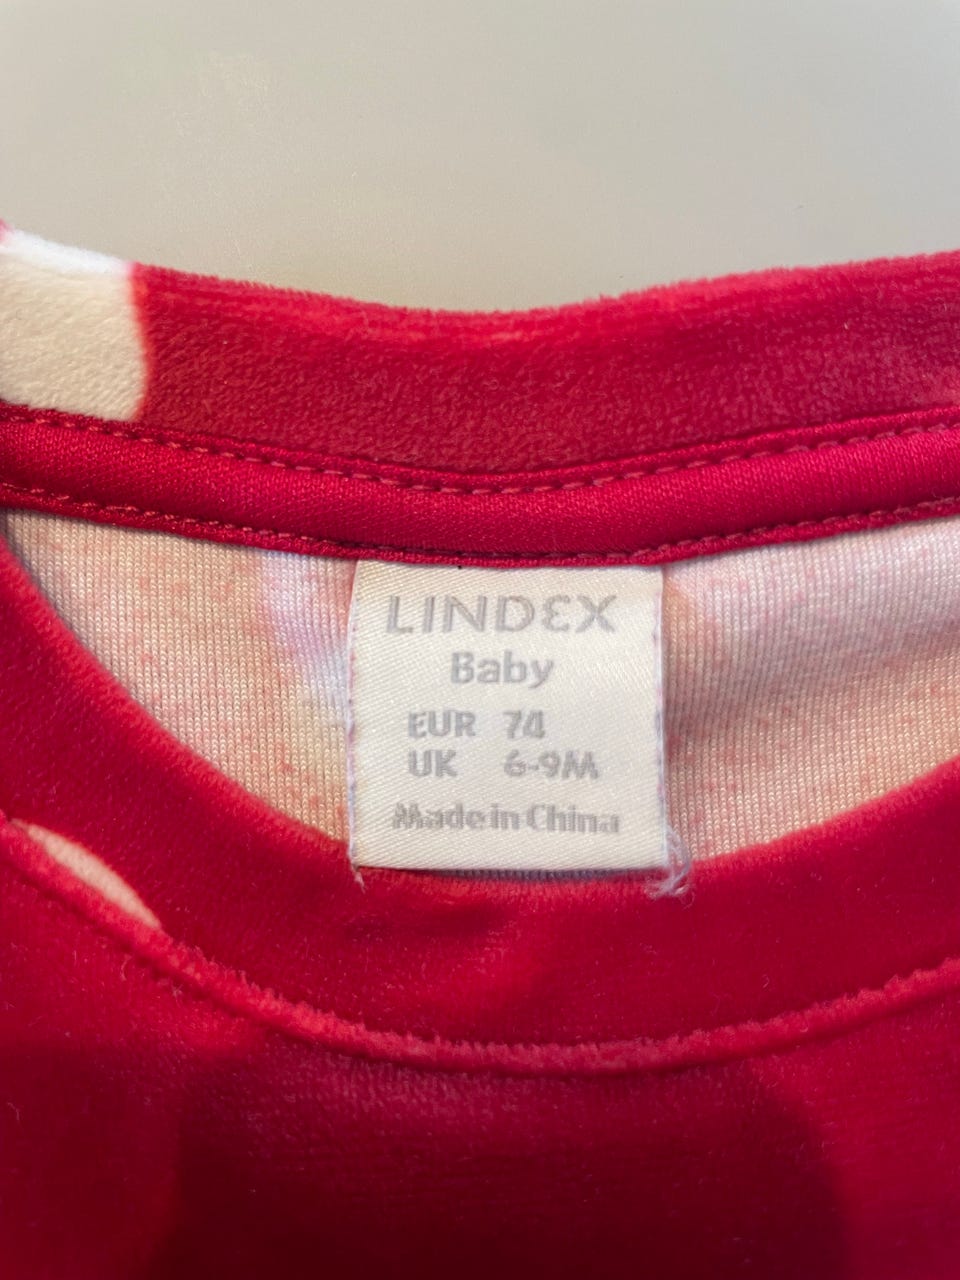 LINDEX
Baby
EUR 74
UK 6-9M
Made in China